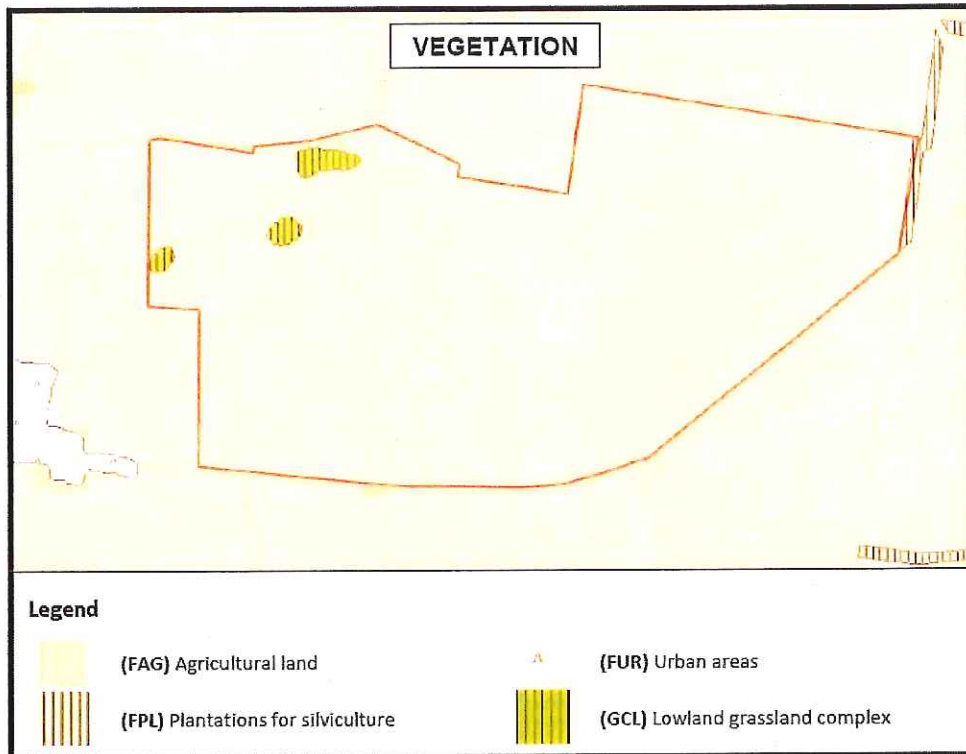 VEGETATION
Legend
(FAG) Agricultural land
(FUR) Urban areas
(FPL) Plantations for silviculture
(GCL) Lowland grassland complex